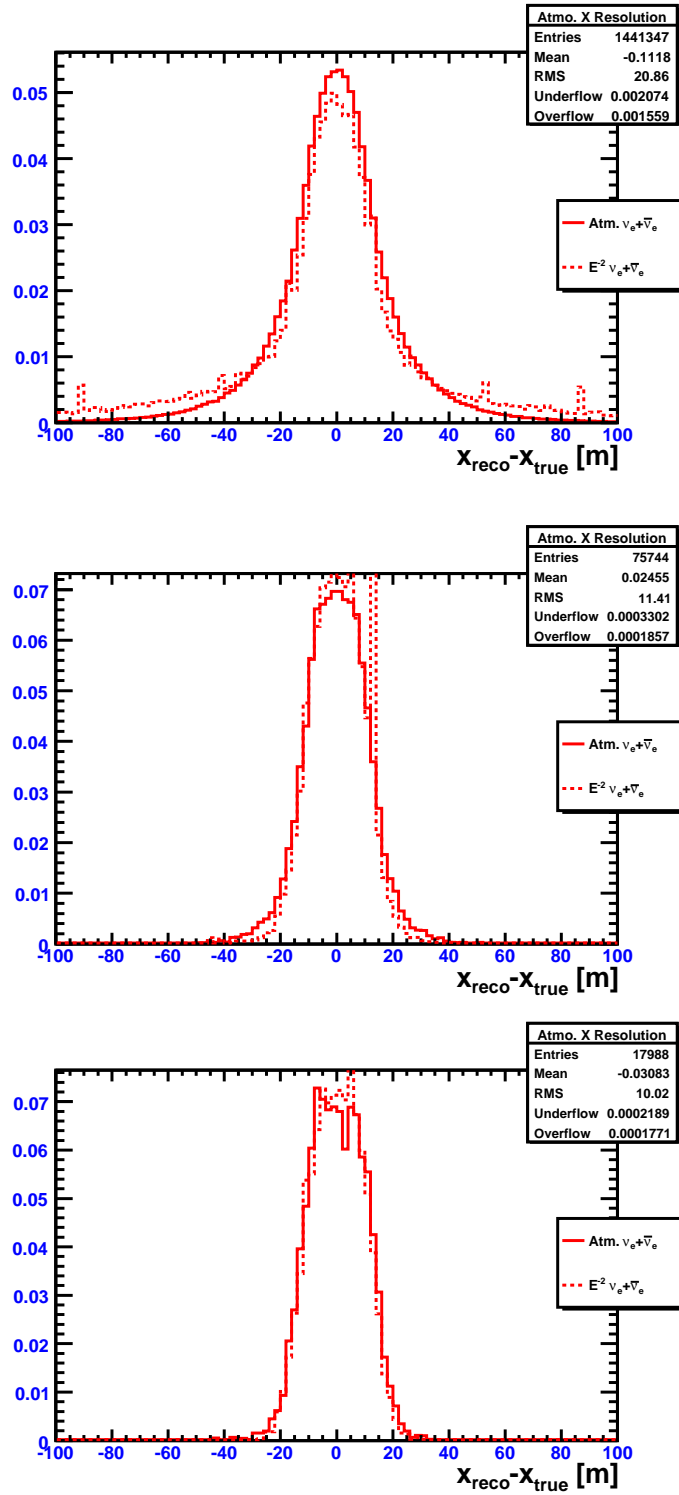 Atmo. X Resolution
Entries 1441347
Mean -0.1118
RMS 20.86
Underflow 0.002074
Overflow 0.001559
0.05
0.04
0.03
0.02
0.01
0
Atm. νe+ν̅e
E-2 νe+ν̅e
-100 -80 -60 -40 -20 0 20 40 60 80 100
xreco-xtrue [m]
Atmo. X Resolution
Entries 75744
Mean 0.02455
RMS 11.41
Underflow 0.0003302
Overflow 0.0001857
0.07
0.06
0.05
0.04
0.03
0.02
0.01
0
Atm. νe+ν̅e
E-2 νe+ν̅e
-100 -80 -60 -40 -20 0 20 40 60 80 100
xreco-xtrue [m]
Atmo. X Resolution
Entries 17988
Mean -0.03083
RMS 10.02
Underflow 0.0002189
Overflow 0.0001771
0.07
0.06
0.05
0.04
0.03
0.02
0.01
0
Atm. νe+ν̅e
E-2 νe+ν̅e
-100 -80 -60 -40 -20 0 20 40 60 80 100
xreco-xtrue [m]